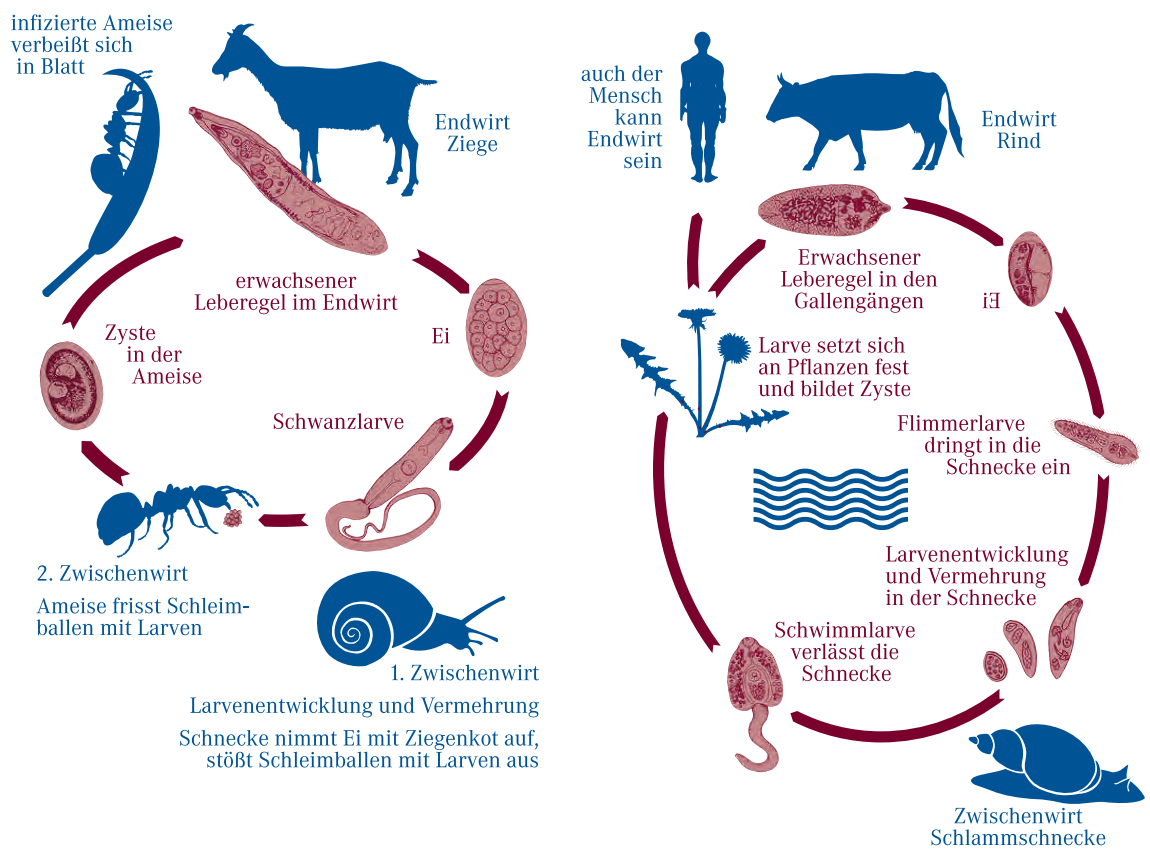 infizierte Ameise
verbeißt sich
in Blatt
Endwirt
Ziege
erwachsener
Leberegel im Endwirt
Ei
Zyste
in der
Ameise
Schwanzlarve
2. Zwischenwirt
Ameise frisst Schleim-
ballen mit Larven
1. Zwischenwirt
Larvenentwicklung und Vermehrung
Schnecke nimmt Ei mit Ziegenkot auf,
stößt Schleimballen mit Larven aus
auch der
Mensch
kann
Endwirt
sein
Endwirt
Rind
Erwachsener
Leberegel in den
Gallengängen
Ei
Larve setzt sich
an Pflanzen fest
und bildet Zyste
Flimmerlarve
dringt in die
Schnecke ein
Larvenentwicklung
und Vermehrung
in der Schnecke
Schwimmlarve
verlässt die
Schnecke
Zwischenwirt
Schlammschnecke